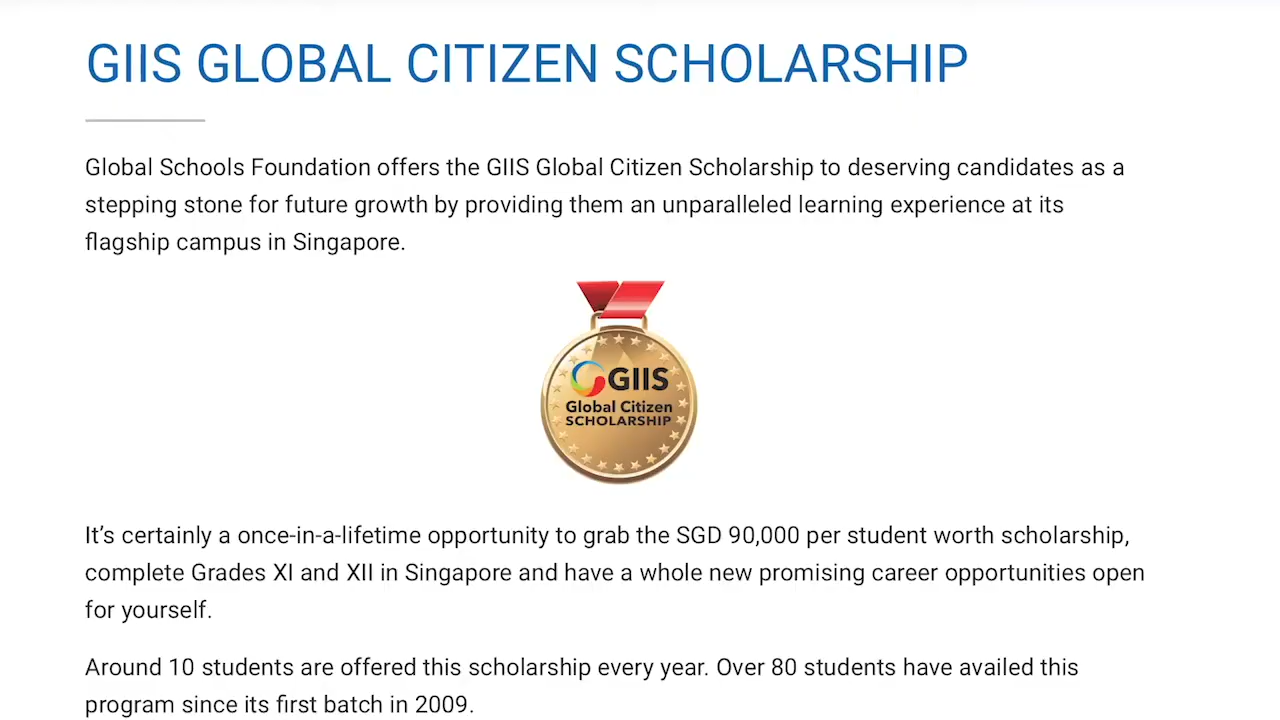 GIIS GLOBAL CITIZEN SCHOLARSHIP
Global Schools Foundation offers the GIIS Global Citizen Scholarship to deserving candidates as a
stepping stone for future growth by providing them an unparalleled learning experience at its
flagship campus in Singapore.
GIIS
Global Citizen
SCHOLARSHIP
It’s certainly a once-in-a-lifetime opportunity to grab the SGD 90,000 per student worth scholarship,
complete Grades XI and XII in Singapore and have a whole new promising career opportunities open
for yourself.
Around 10 students are offered this scholarship every year. Over 80 students have availed this
program since its first batch in 2009.